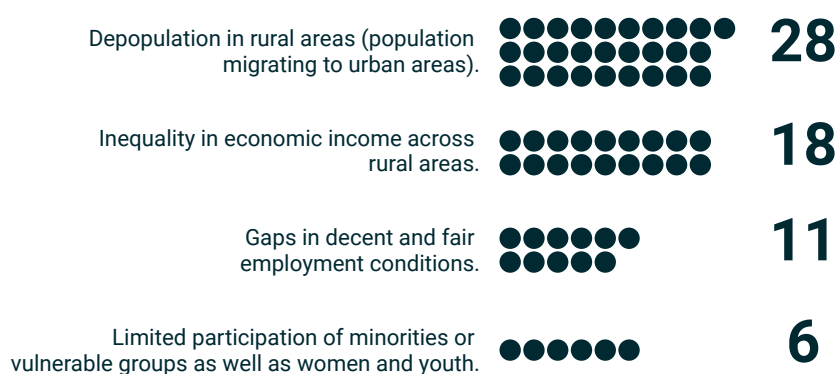 Depopulation in rural areas (population
migrating to urban areas).
28
Inequality in economic income across
rural areas.
18
Gaps in decent and fair
employment conditions.
11
Limited participation of minorities or
vulnerable groups as well as women and youth.
6